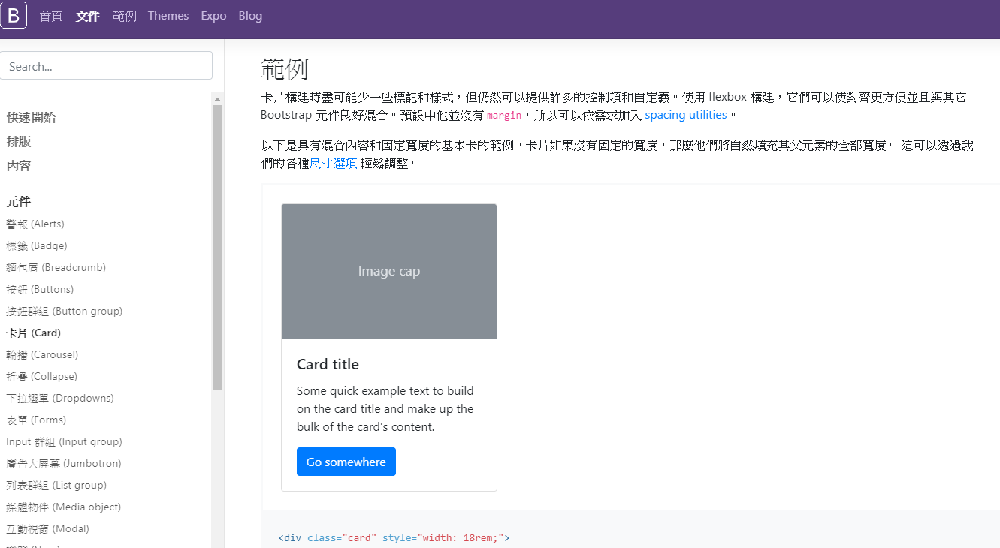 B 首頁 文件 範例 Themes Expo Blog
Search...
快速開始
排版
內容
元件
警報 (Alerts)
標籤 (Badge)
麵包屑 (Breadcrumb)
按鈕 (Buttons)
按鈕群組 (Button group)
卡片 (Card)
輪播 (Carousel)
折疊 (Collapse)
下拉選單 (Dropdowns)
表單 (Forms)
Input 群組 (Input group)
廣告大屏幕 (Jumbotron)
列表群組 (List group)
媒體物件 (Media object)
互動視窗 (Modal)
範例
卡片構建時盡可能少一些標記和樣式，但仍然可以提供許多的控制項和自定義。使用 flexbox 構建，它們可以使對齊更方便並且與其它
Bootstrap 元件良好混合。預設中他並沒有 margin，所以可以依需求加入 spacing utilities。
以下是具有混合內容和固定寬度的基本卡的範例。卡片如果沒有固定的寬度，那麼他們將自然填充其父元素的全部寬度。 這可以透過我
們的各種尺寸選項 輕鬆調整。
Image cap
Card title
Some quick example text to build
on the card title and make up the
bulk of the card's content.
Go somewhere
<div class="card" style="width: 18rem;">